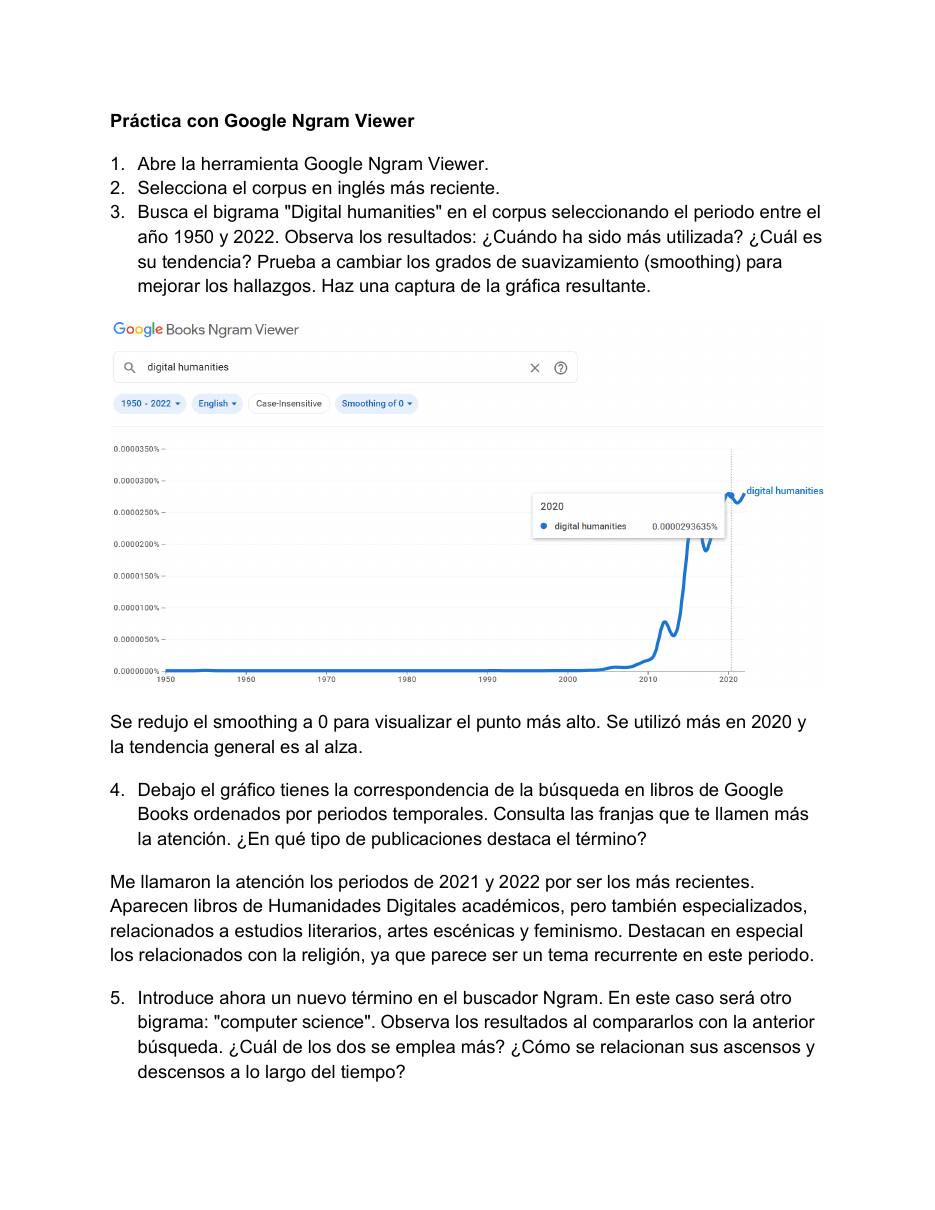 Práctica con Google Ngram Viewer
1. Abre la herramienta Google Ngram Viewer.
2. Selecciona el corpus en inglés más reciente.
3. Busca el bigrama "Digital humanities" en el corpus seleccionando el periodo entre el
año 1950 y 2022. Observa los resultados: ¿Cuándo ha sido más utilizada? ¿Cuál es
su tendencia? Prueba a cambiar los grados de suavizamiento (smoothing) para
mejorar los hallazgos. Haz una captura de la gráfica resultante.
Google Books Ngram Viewer
digital humanities
1950 - 2022 English Case-Insensitive Smoothing of 0
0.0000350%
0.0000300%
0.0000250%
0.0000200%
0.0000150%
0.0000100%
0.0000050%
0.0000000%
1950 1960 1970 1980 1990 2000 2010 2020
digital humanities
2020
digital humanities 0.0000293635%
Se redujo el smoothing a 0 para visualizar el punto más alto. Se utilizó más en 2020 y
la tendencia general es al alza.
4. Debajo el gráfico tienes la correspondencia de la búsqueda en libros de Google
Books ordenados por periodos temporales. Consulta las franjas que te llamen más
la atención. ¿En qué tipo de publicaciones destaca el término?
Me llamaron la atención los periodos de 2021 y 2022 por ser los más recientes.
Aparecen libros de Humanidades Digitales académicos, pero también especializados,
relacionados a estudios literarios, artes escénicas y feminismo. Destacan en especial
los relacionados con la religión, ya que parece ser un tema recurrente en este periodo.
5. Introduce ahora un nuevo término en el buscador Ngram. En este caso será otro
bigrama: "computer science". Observa los resultados al compararlos con la anterior
búsqueda. ¿Cuál de los dos se emplea más? ¿Cómo se relacionan sus ascensos y
descensos a lo largo del tiempo?